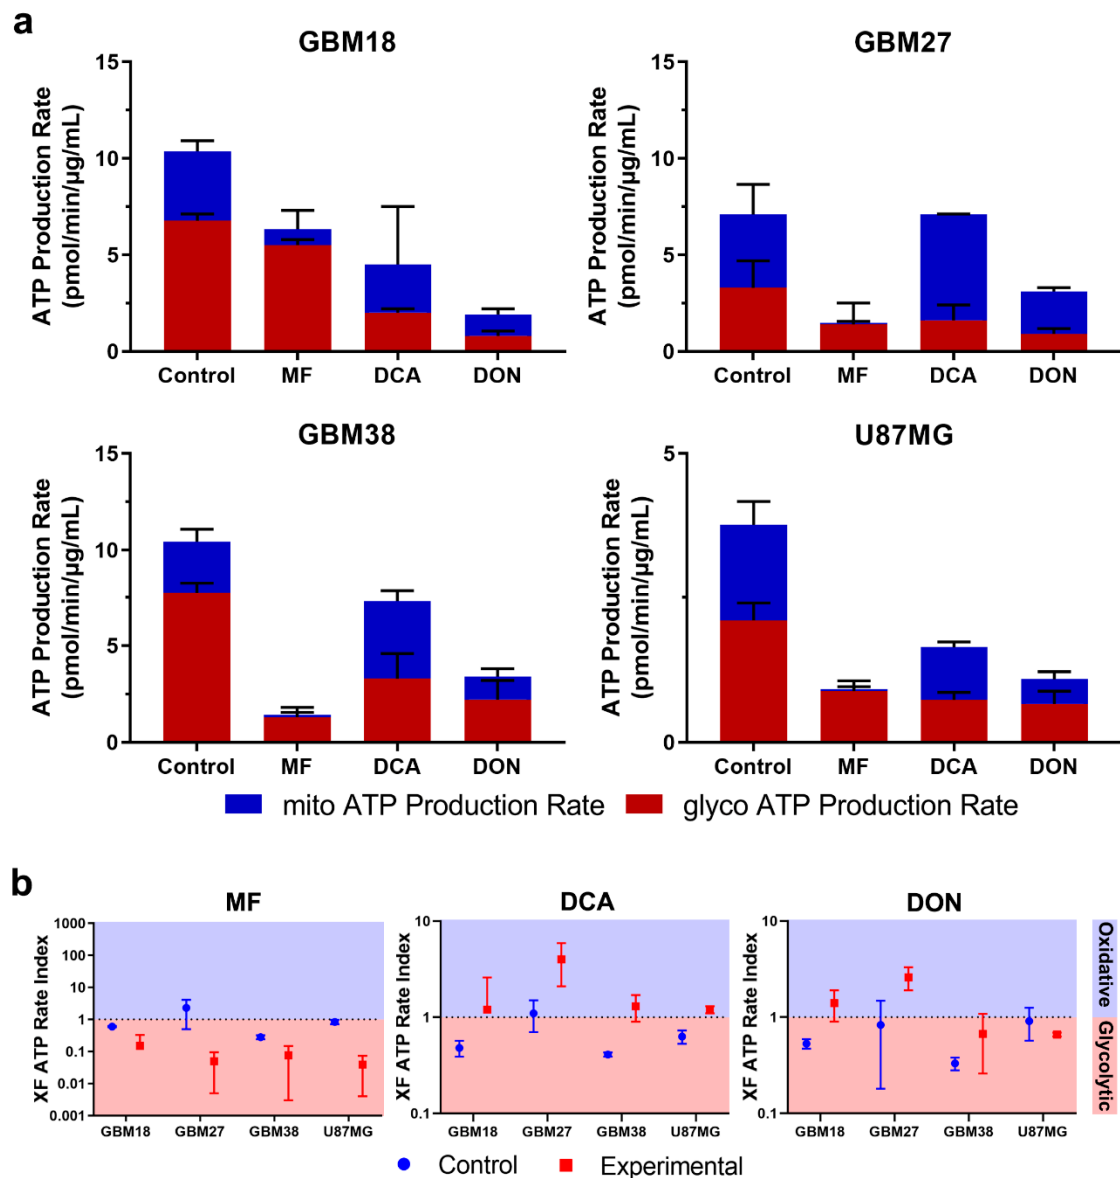 a
GBM18
ATP Production Rate
(pmol/min/µg/mL)
15
10
5
0
Control MF DCA DON
GBM27
ATP Production Rate
(pmol/min/µg/mL)
15
10
5
0
Control MF DCA DON
GBM38
ATP Production Rate
(pmol/min/µg/mL)
15
10
5
0
Control MF DCA DON
U87MG
ATP Production Rate
(pmol/min/µg/mL)
5
0
Control MF DCA DON
mito ATP Production Rate glyco ATP Production Rate
b
MF
XF ATP Rate Index
1000
100
10
1
0.1
0.01
0.001
GBM18 GBM27 GBM38 U87MG
DCA
XF ATP Rate Index
10
1
0.1
GBM18 GBM27 GBM38 U87MG
DON
XF ATP Rate Index
10
1
0.1
GBM18 GBM27 GBM38 U87MG
Oxidative
Glycolytic
Control Experimental